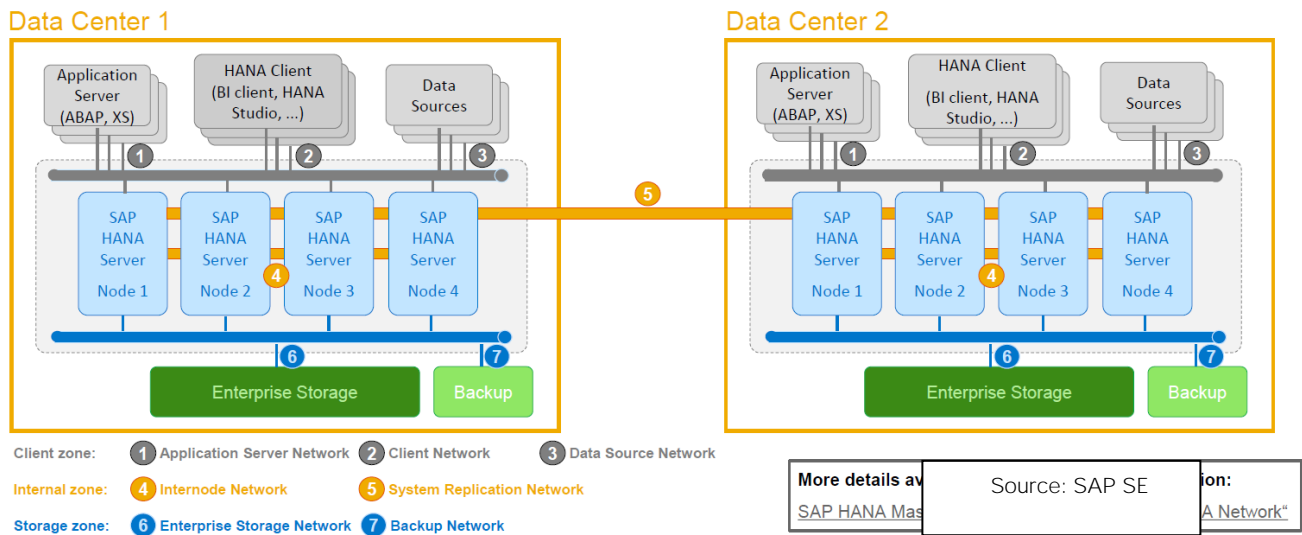 Data Center 1
Application
Server
(ABAP, XS)
HANA Client
(BI client, HANA
Studio, ...)
Data
Sources
1
2
3
SAP
HANA
Server
Node 1
SAP
HANA
Server
Node 2
SAP
HANA
Server
Node 3
SAP
HANA
Server
Node 4
4
6
7
Enterprise Storage
Backup
5
Data Center 2
Application
Server
(ABAP, XS)
HANA Client
(BI client, HANA
Studio, ...)
Data
Sources
1
2
3
SAP
HANA
Server
Node 1
SAP
HANA
Server
Node 2
SAP
HANA
Server
Node 3
SAP
HANA
Server
Node 4
4
6
7
Enterprise Storage
Backup
Client zone: 1 Application Server Network 2 Client Network 3 Data Source Network
Internal zone: 4 Internode Network 5 System Replication Network
Storage zone: 6 Enterprise Storage Network 7 Backup Network
More details
SAP HANA
Source: SAP SE
Network“